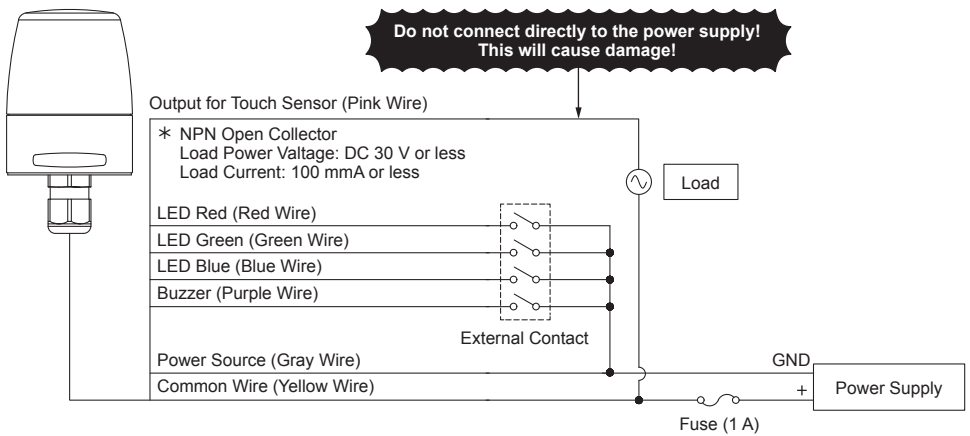 Do not connect directly to the power supply!
This will cause damage!
Output for Touch Sensor (Pink Wire)
* NPN Open Collector
Load Power Valtage: DC 30 V or less
Load Current: 100 mmA or less
Load
LED Red (Red Wire)
LED Green (Green Wire)
LED Blue (Blue Wire)
Buzzer (Purple Wire)
External Contact
Power Source (Gray Wire)
GND
Common Wire (Yellow Wire)
+
Power Supply
Fuse (1 A)